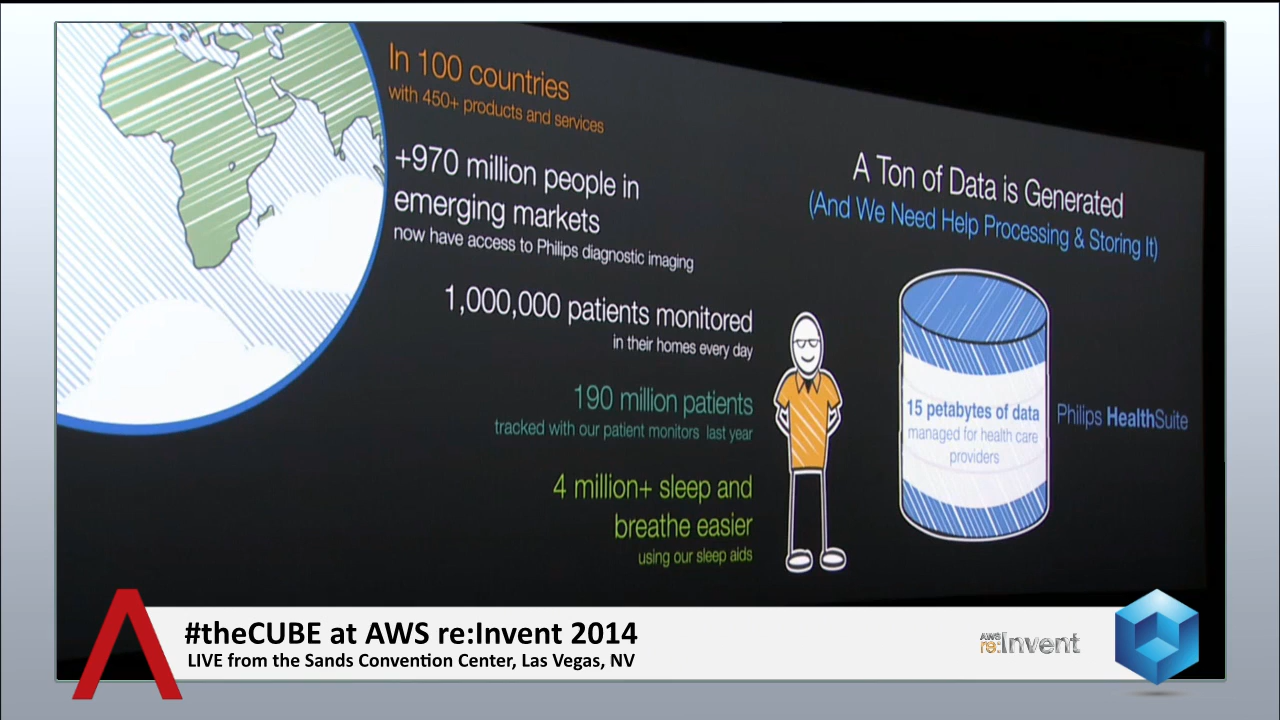 In 100 countries
with 450+ products and services
+970 million people in
emerging markets
now have access to Philips diagnostic imaging
1,000,000 patients monitored
in their homes every day
190 million patients
tracked with our patient monitors last year
4 million+ sleep and
breathe easier
using our sleep aids
A Ton of Data is Generated
(And We Need Help Processing & Storing It)
15 petabytes of data
managed for health care
providers
Philips HealthSuite
#theCUBE at AWS re:Invent 2014
LIVE from the Sands Convention Center, Las Vegas, NV
AWS
re:Invent